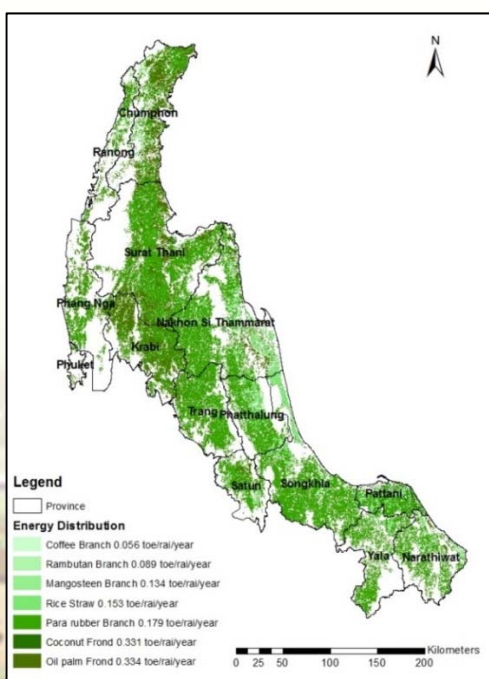 N
Chumphon
Ranong
Surat Thani
Phang Nga
Nakhon Si Thammarat
Krabi
Phuket
Trang
Phatthalung
Satun
Songkhla
Pattani
Yala
Narathiwat
Legend
Province
Energy Distribution
Coffee Branch 0.056 toe/rai/year
Rambutan Branch 0.089 toe/rai/year
Mangosteen Branch 0.134 toe/rai/year
Rice Straw 0.153 toe/rai/year
Para rubber Branch 0.179 toe/rai/year
Coconut Frond 0.331 toe/rai/year
Oil palm Frond 0.334 toe/rai/year
Kilometers
0 25 50 100 150 200